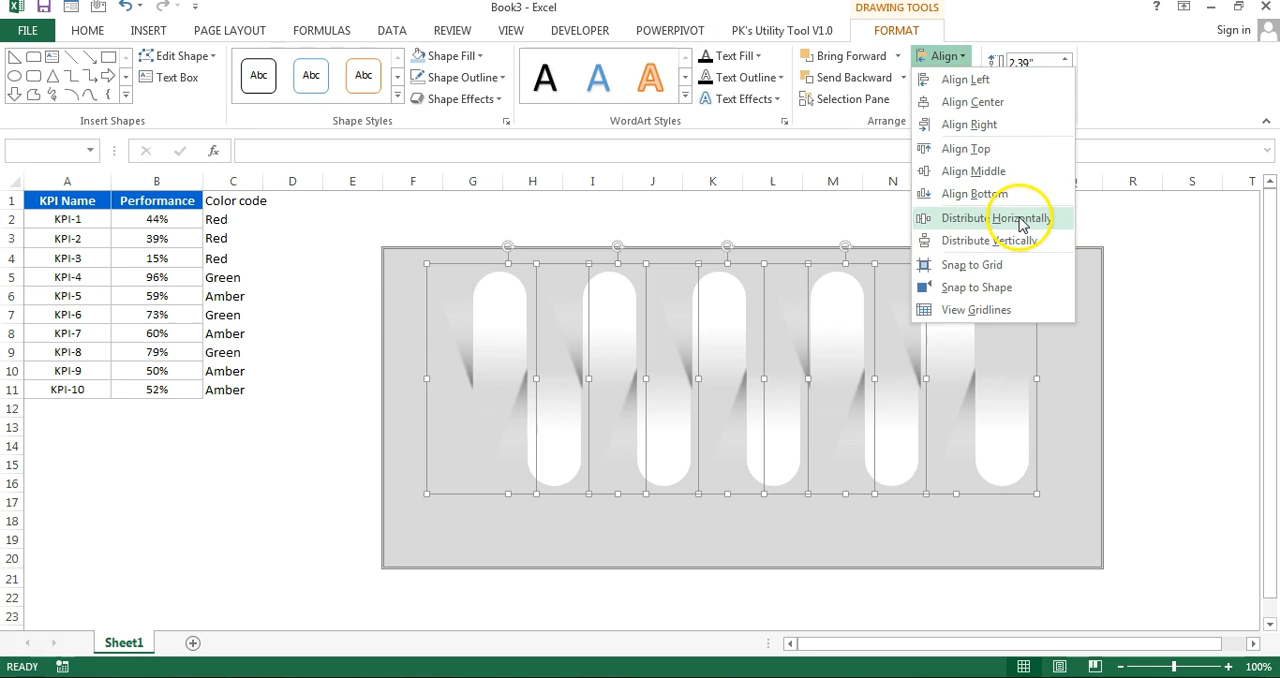 Book3 - Excel
DRAWING TOOLS
?
FILE HOME INSERT PAGE LAYOUT FORMULAS DATA REVIEW VIEW DEVELOPER POWERPIVOT PK's Utility Tool V1.0 FORMAT Sign in
Edit Shape
Text Box
Insert Shapes
Abc Abc Abc
Shape Fill
Shape Outline
Shape Effects
Shape Styles
A A A
Text Fill
Text Outline
Text Effects
WordArt Styles
Bring Forward
Send Backward
Selection Pane
Arrange
Align
2.39"
Align Left
Align Center
Align Right
Align Top
Align Middle
Align Bottom
Distribute Horizontally
Distribute Vertically
Snap to Grid
Snap to Shape
View Gridlines
fx
A B C D E F G H I J K L M N R S T
1 KPI Name Performance Color code
2 KPI-1 44% Red
3 KPI-2 39% Red
4 KPI-3 15% Red
5 KPI-4 96% Green
6 KPI-5 59% Amber
7 KPI-6 73% Green
8 KPI-7 60% Amber
9 KPI-8 79% Green
10 KPI-9 50% Amber
11 KPI-10 52% Amber
12
13
14
15
16
17
18
19
20
21
22
23
Sheet1
READY
100%